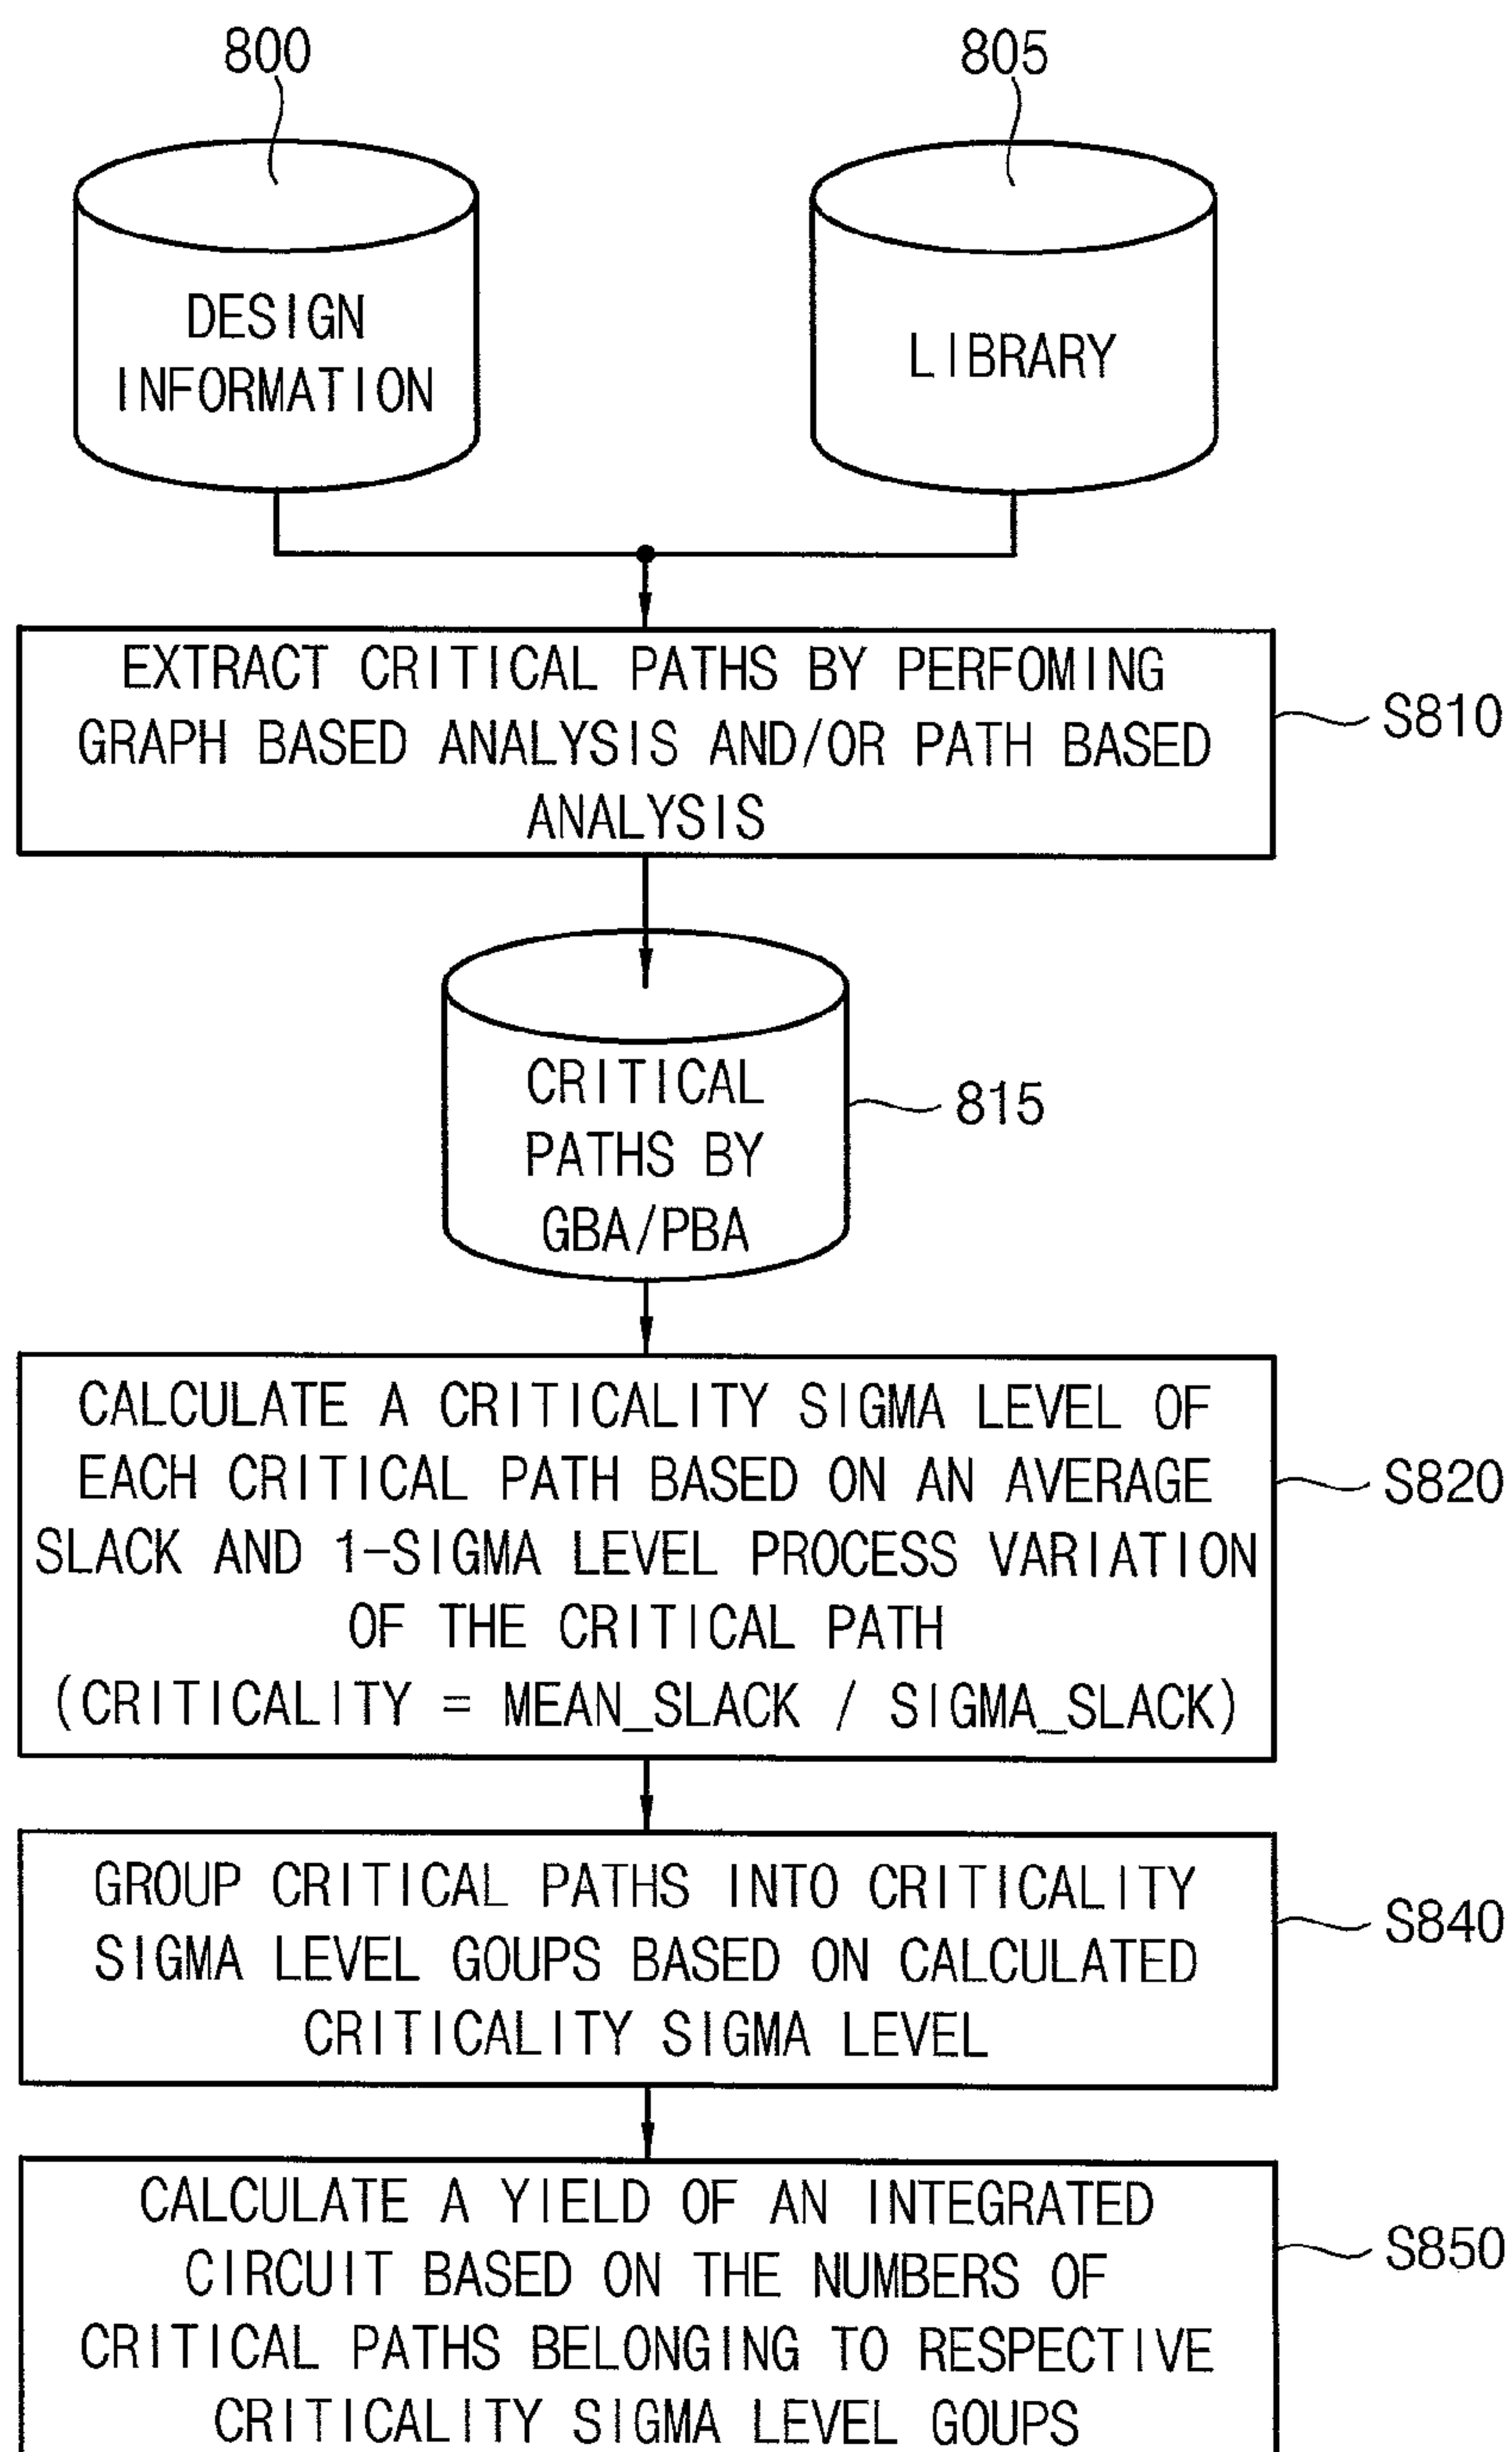 800
805
DESIGN
INFORMATION
LIBRARY
EXTRACT CRITICAL PATHS BY PERFOMING
GRAPH BASED ANALYSIS AND/OR PATH BASED
ANALYSIS
S810
CRITICAL
PATHS BY
GBA/PBA
815
CALCULATE A CRITICALITY SIGMA LEVEL OF
EACH CRITICAL PATH BASED ON AN AVERAGE
SLACK AND 1-SIGMA LEVEL PROCESS VARIATION
OF THE CRITICAL PATH
(CRITICALITY = MEAN_SLACK / SIGMA_SLACK)
S820
GROUP CRITICAL PATHS INTO CRITICALITY
SIGMA LEVEL GOUPS BASED ON CALCULATED
CRITICALITY SIGMA LEVEL
S840
CALCULATE A YIELD OF AN INTEGRATED
CIRCUIT BASED ON THE NUMBERS OF
CRITICAL PATHS BELONGING TO RESPECTIVE
CRITICALITY SIGMA LEVEL GOUPS
S850